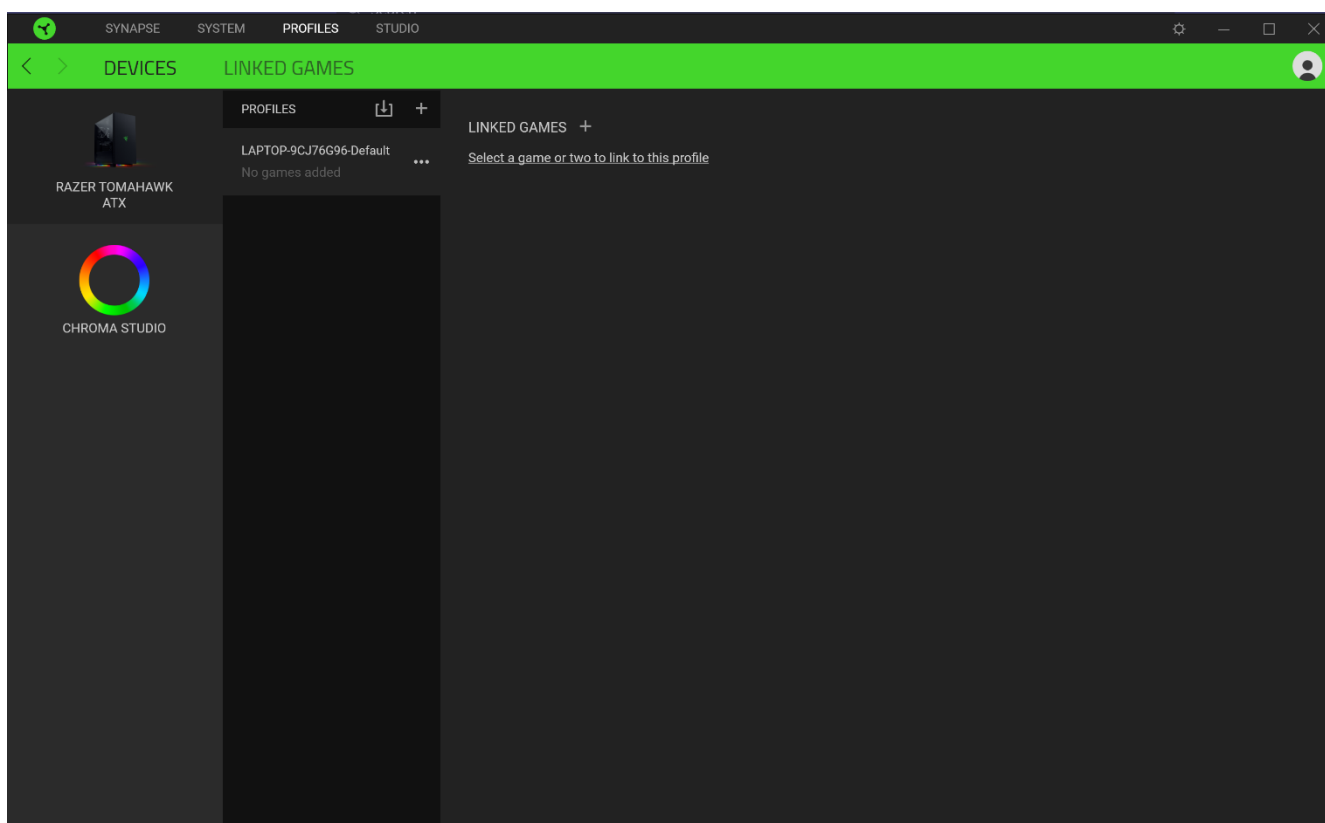 SYNAPSE SYSTEM PROFILES STUDIO
DEVICES LINKED GAMES
RAZER TOMAHAWK
ATX
CHROMA STUDIO
PROFILES
LAPTOP-9CJ76G96-Default
No games added
LINKED GAMES
Select a game or two to link to this profile